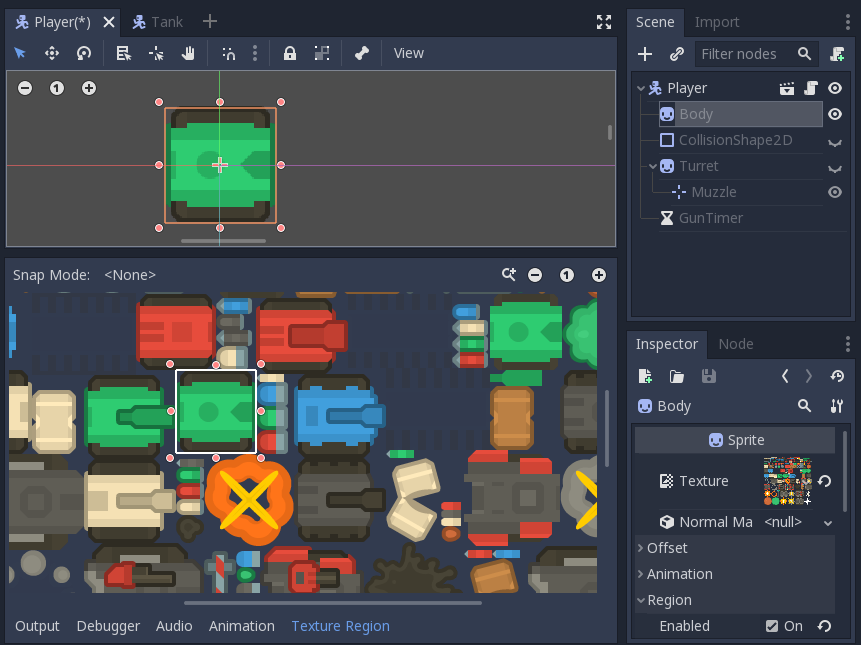 Player(*)
Tank
View
1
Snap Mode: <None>
1
Output
Debugger
Audio
Animation
Texture Region
Scene
Import
Filter nodes
Player
Body
CollisionShape2D
Turret
Muzzle
GunTimer
Inspector
Node
Body
Sprite
Texture
Normal Ma <null>
Offset
Animation
Region
Enabled On